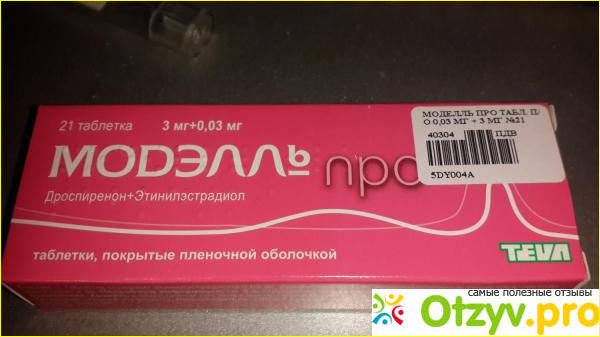 21 таблетка 3 мг+0,03 мг
МОДЭЛЛЬ про
Дроспиренон+Этинилэстрадиол
таблетки, покрытые пленочной оболочкой
TEVA
МОДЕЛЛЬ ПРО ТАБЛ. П/
О 0,03 МГ + 3 МГ №21
40304 ПДВ
5DY004A
самые полезные отзывы
Otzyv.pro